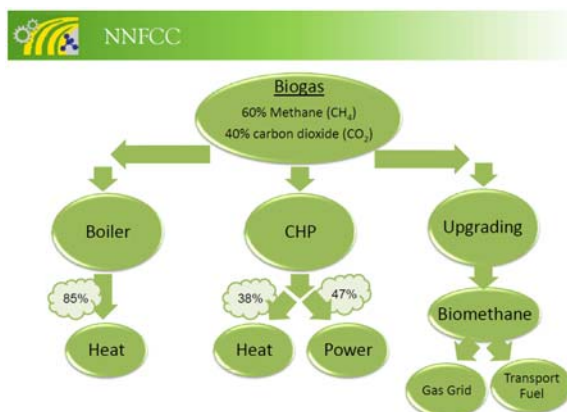 NNFCC
Biogas
60% Methane (CH₄)
40% carbon dioxide (CO₂)
Boiler
CHP
Upgrading
85%
38%
47%
Biomethane
Heat
Heat
Power
Gas Grid
Transport
Fuel